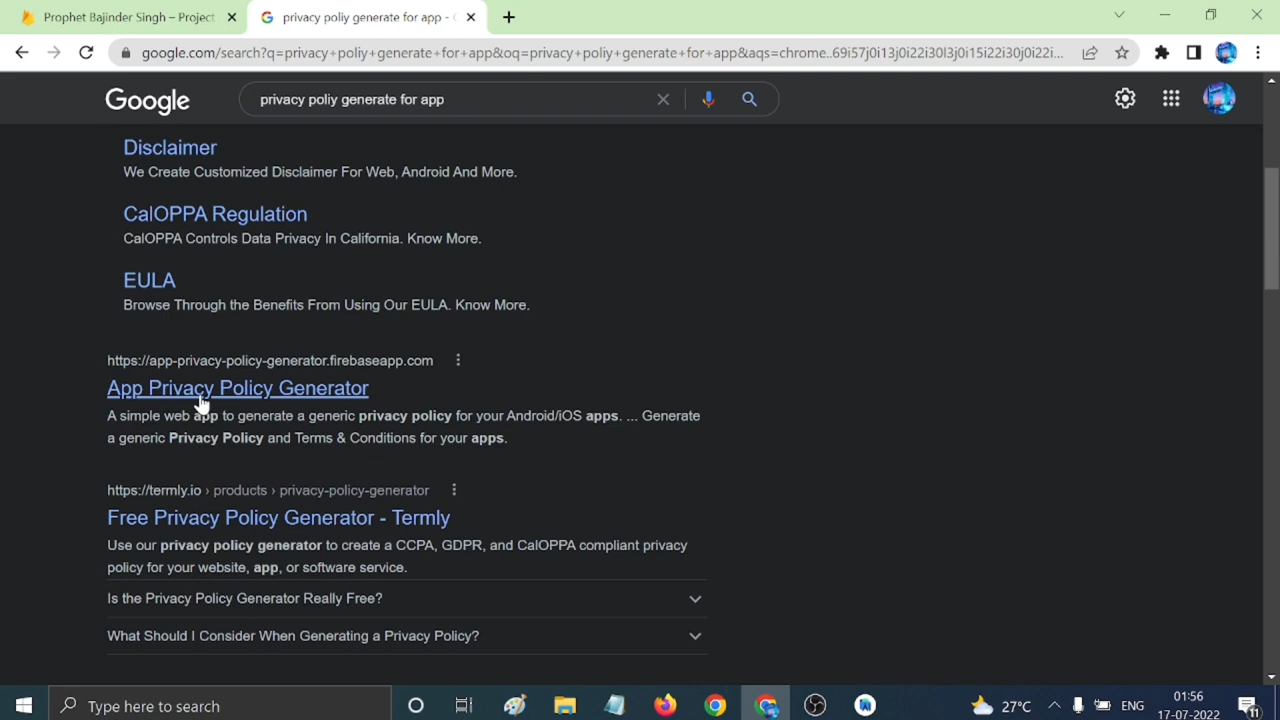 Prophet Bajinder Singh - Project
privacy poliy generate for app -
google.com/search?q=privacy+poliy+generate+for+app&oq=privacy+poliy+generate+for+app&aqs=chrome..69i57j0i13j0i22i30l3j0i15i22i30j0i22i...
Google
privacy poliy generate for app
Disclaimer
We Create Customized Disclaimer For Web, Android And More.
CalOPPA Regulation
CalOPPA Controls Data Privacy In California. Know More.
EULA
Browse Through the Benefits From Using Our EULA. Know More.
https://app-privacy-policy-generator.firebaseapp.com
App Privacy Policy Generator
A simple web app to generate a generic privacy policy for your Android/iOS apps. ... Generate
a generic Privacy Policy and Terms & Conditions for your apps.
https://termly.io › products › privacy-policy-generator
Free Privacy Policy Generator - Termly
Use our privacy policy generator to create a CCPA, GDPR, and CalOPPA compliant privacy
policy for your website, app, or software service.
Is the Privacy Policy Generator Really Free?
What Should I Consider When Generating a Privacy Policy?
Type here to search
27°C
ENG
01:56
17-07-2022
11